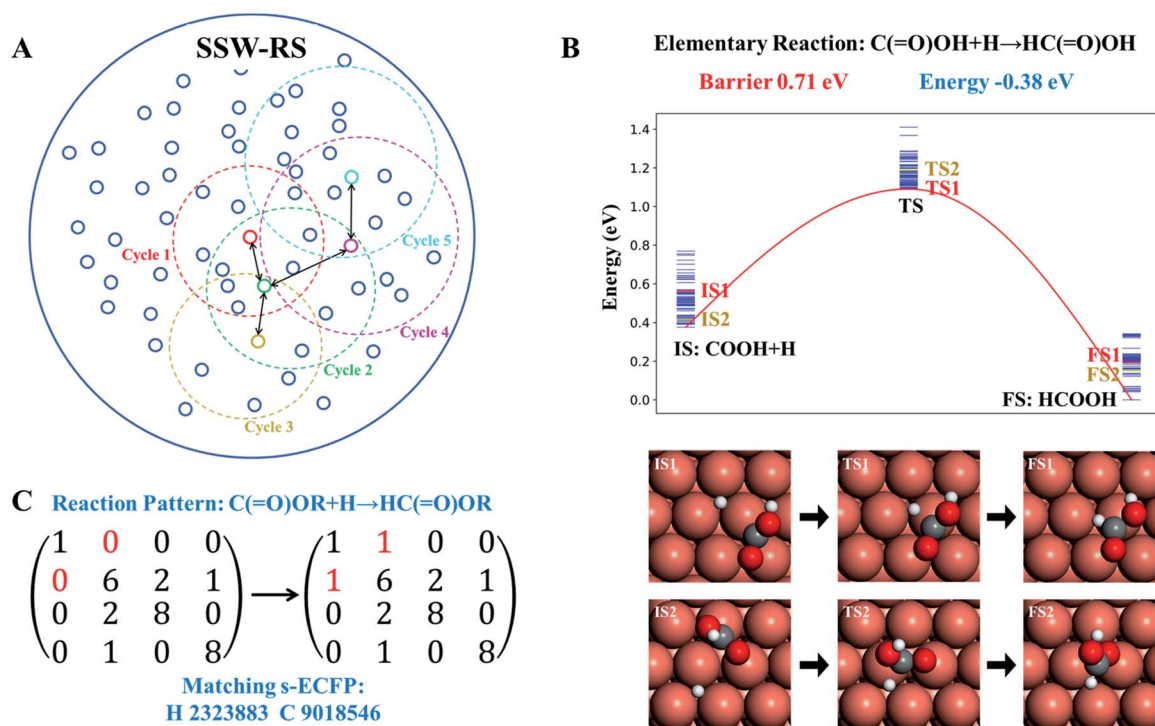 A
SSW-RS
Cycle 1
Cycle 5
Cycle 4
Cycle 2
Cycle 3
B
Elementary Reaction: C(=O)OH+H→HC(=O)OH
Barrier 0.71 eV
Energy -0.38 eV
Energy (eV)
1.4
1.2
1.0
0.8
0.6
0.4
0.2
0.0
TS2
TS1
TS
IS1
IS2
IS: COOH+H
FS1
FS2
FS: HCOOH
IS1
TS1
FS1
IS2
TS2
FS2
C
Reaction Pattern: C(=O)OR+H→HC(=O)OR
1 0 0 0 → 1 1 0 0
0 6 2 1 1 6 2 1
0 2 8 0 0 2 8 0
0 1 0 8 0 1 0 8
Matching s-ECFP:
H 2323883 C 9018546